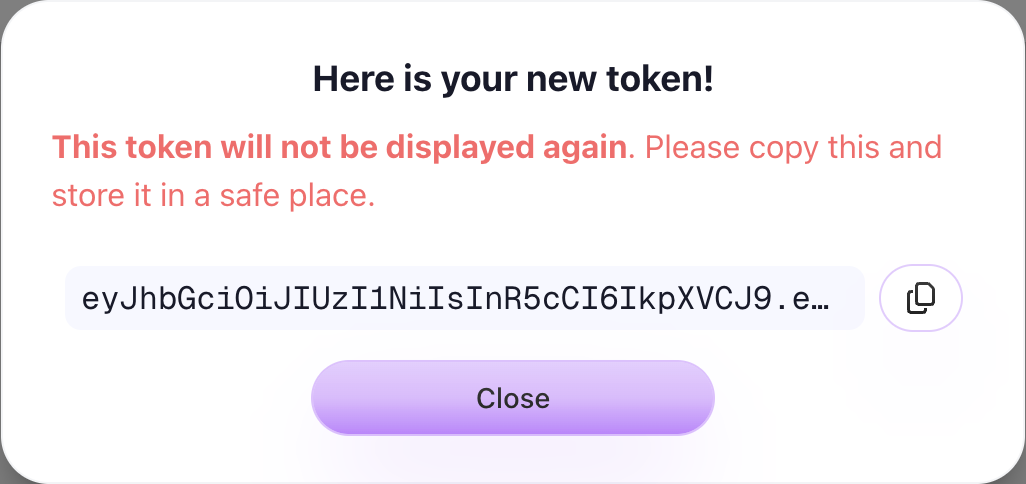 Here is your new token!
This token will not be displayed again. Please copy this and
store it in a safe place.
eyJhbGciOiJIUzI1NiIsInR5cCI6IkpXVCJ9.e…
Close